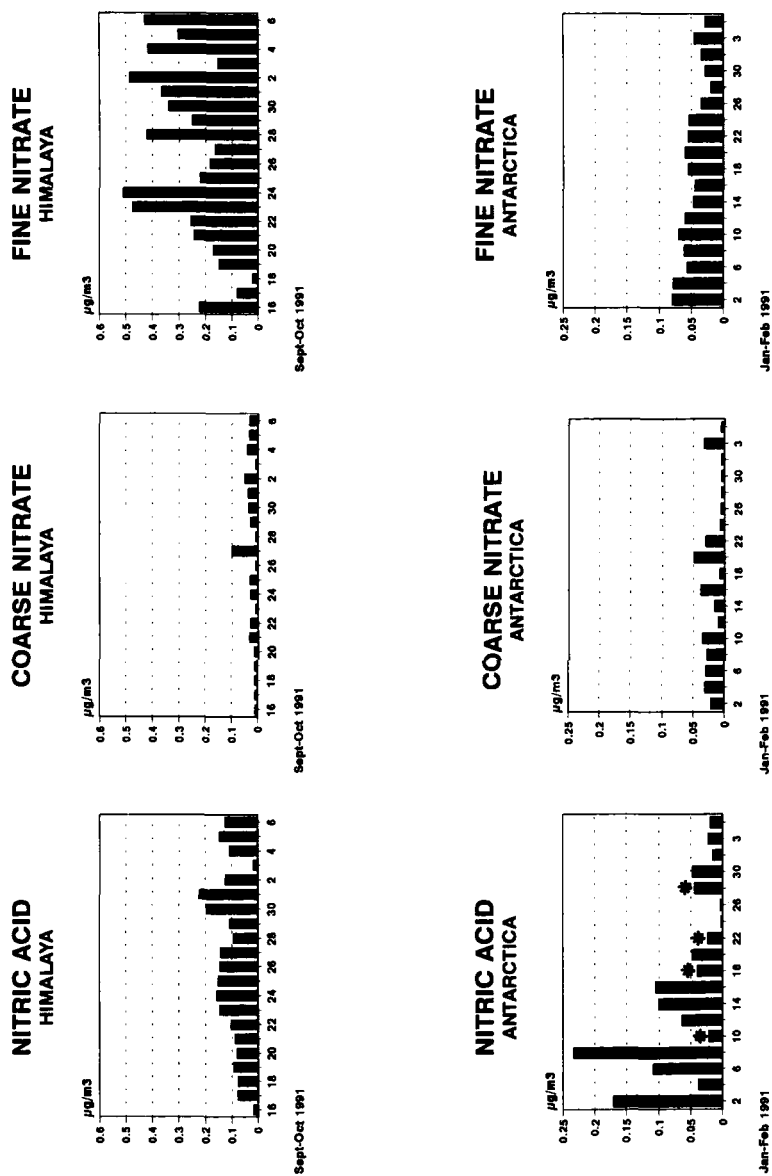 NITRIC ACID
HIMALAYA
µg/m3
0.6
0.5
0.4
0.3
0.2
0.1
0
16 18 20 22 24 26 28 30 2 4 6
Sept-Oct 1991
COARSE NITRATE
HIMALAYA
µg/m3
0.6
0.5
0.4
0.3
0.2
0.1
0
16 18 20 22 24 26 28 30 2 4 6
Sept-Oct 1991
FINE NITRATE
HIMALAYA
µg/m3
0.6
0.5
0.4
0.3
0.2
0.1
0
16 18 20 22 24 26 28 30 2 4 6
Sept-Oct 1991
NITRIC ACID
ANTARCTICA
µg/m3
0.25
0.2
0.15
0.1
0.05
0
* * * *
2 6 10 14 18 22 26 30 3
Jan-Feb 1991
COARSE NITRATE
ANTARCTICA
µg/m3
0.25
0.2
0.15
0.1
0.05
0
2 6 10 14 18 22 26 30 3
Jan-Feb 1991
FINE NITRATE
ANTARCTICA
µg/m3
0.25
0.2
0.15
0.1
0.05
0
2 6 10 14 18 22 26 30 3
Jan-Feb 1991